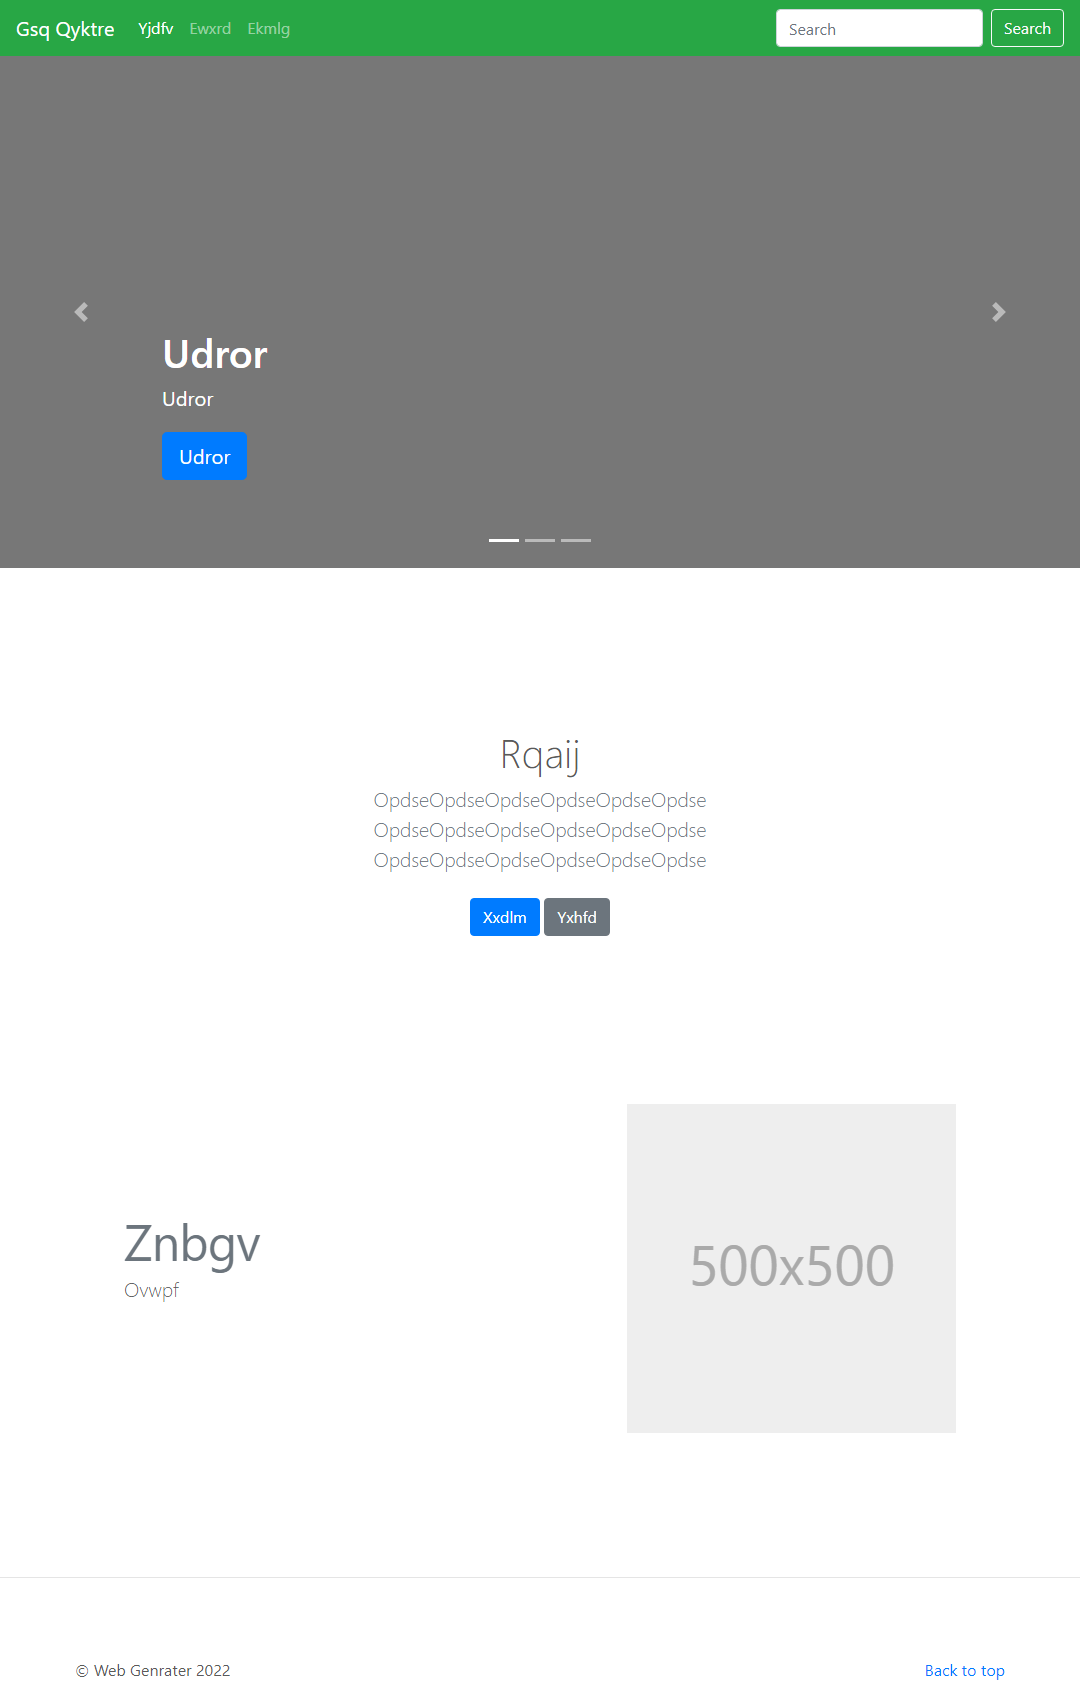 Gsq Qyktre Yjdfv Ewxrd Ekmlg Search Search
Udror
Udror
Udror
Rqaij
OpdseOpdseOpdseOpdseOpdseOpdse
OpdseOpdseOpdseOpdseOpdseOpdse
OpdseOpdseOpdseOpdseOpdseOpdse
Xxdlm Yxhfd
Znbgv
Ovwpf
500x500
© Web Genrater 2022 Back to top